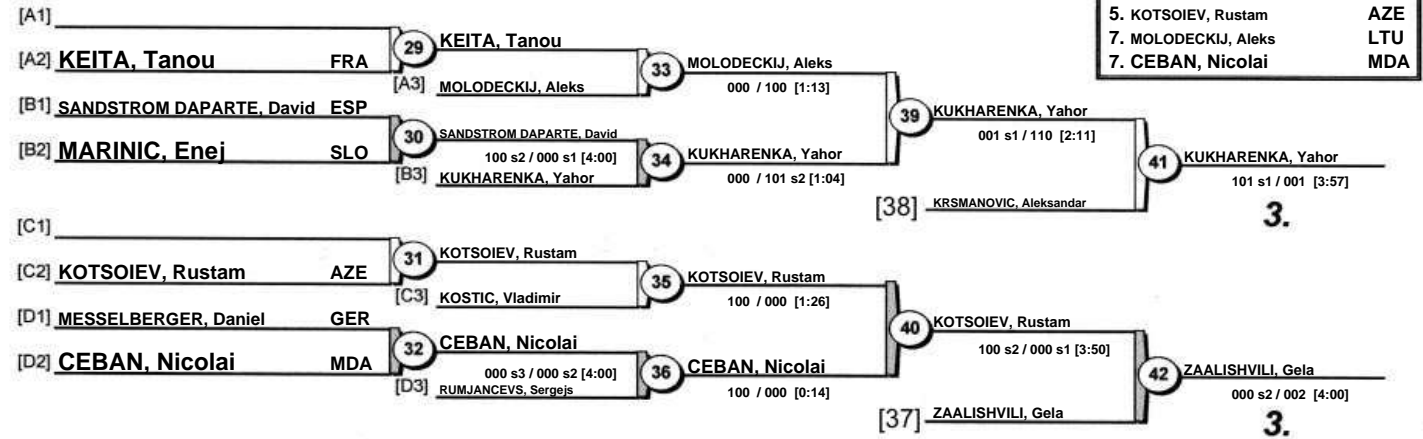 5. KOTSOIEV, Rustam AZE
7. MOLODECKIJ, Aleks LTU
7. CEBAN, Nicolai MDA
[A1]
[A2] KEITA, Tanou FRA
29
KEITA, Tanou
[A3] MOLODECKIJ, Aleks
33
MOLODECKIJ, Aleks
000 / 100 [1:13]
[B1] SANDSTROM DAPARTE, David ESP
[B2] MARINIC, Enej SLO
30
SANDSTROM DAPARTE, David
100 s2 / 000 s1 [4:00]
[B3] KUKHARENKA, Yahor
34
KUKHARENKA, Yahor
000 / 101 s2 [1:04]
39
KUKHARENKA, Yahor
001 s1 / 110 [2:11]
[38] KRSMANOVIC, Aleksandar
41
KUKHARENKA, Yahor
101 s1 / 001 [3:57]
3.
[C1]
[C2] KOTSOIEV, Rustam AZE
31
KOTSOIEV, Rustam
[C3] KOSTIC, Vladimir
35
KOTSOIEV, Rustam
100 / 000 [1:26]
[D1] MESSELBERGER, Daniel GER
[D2] CEBAN, Nicolai MDA
32
CEBAN, Nicolai
000 s3 / 000 s2 [4:00]
[D3] RUMJANCEVS, Sergejs
36
CEBAN, Nicolai
100 / 000 [0:14]
40
KOTSOIEV, Rustam
100 s2 / 000 s1 [3:50]
[37] ZAALISHVILI, Gela
42
ZAALISHVILI, Gela
000 s2 / 002 [4:00]
3.